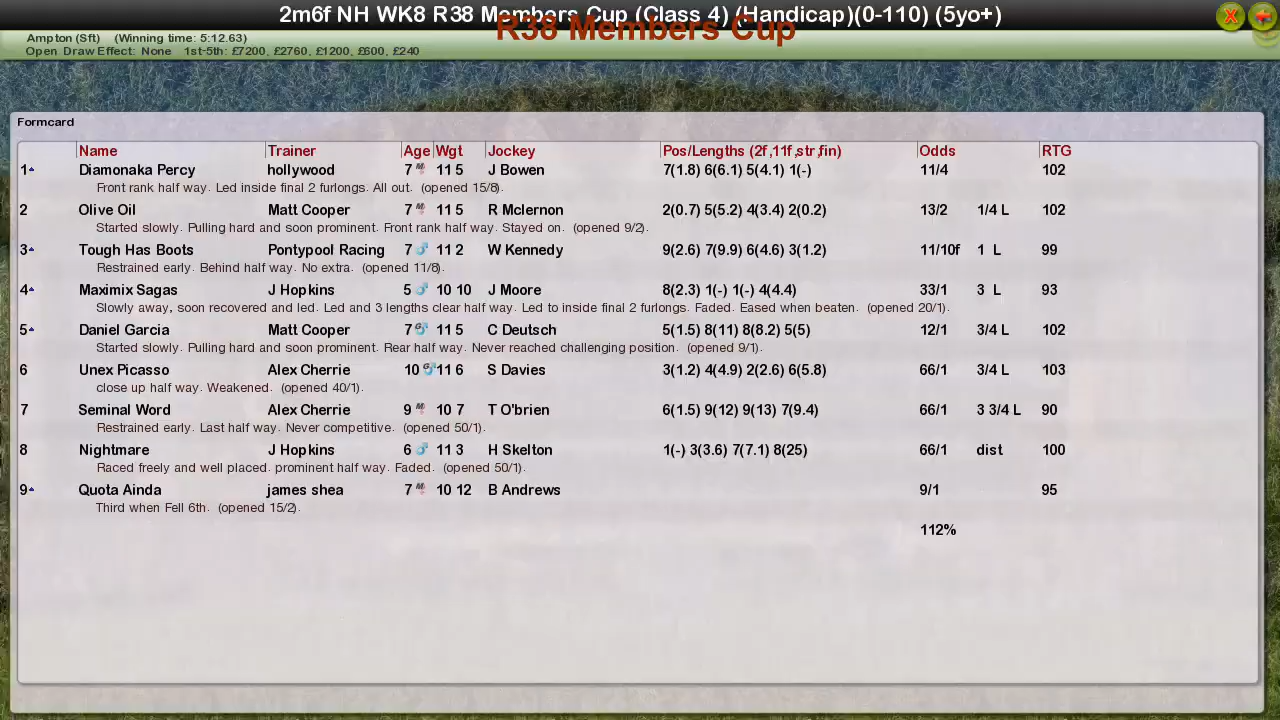 2m6f NH WK8 R38 Members Cup (Class 4) (Handicap)(0-110) (5yo+)
R38 Members Cup
Ampton (Sft) (Winning time: 5:12.63)
Open Draw Effect: None 1st-5th: £7200, £2760, £1200, £600, £240
Formcard
Name Trainer Age Wgt Jockey Pos/Lengths (2f,11f,str,fin) Odds RTG
1 Diamonaka Percy hollywood 7 11 5 J Bowen 7(1.8) 6(6.1) 5(4.1) 1(-) 11/4 102
Front rank half way. Led inside final 2 furlongs. All out. (opened 15/8).
2 Olive Oil Matt Cooper 7 11 5 R Mclernon 2(0.7) 5(5.2) 4(3.4) 2(0.2) 13/2 1/4 L 102
Started slowly. Pulling hard and soon prominent. Front rank half way. Stayed on. (opened 9/2).
3 Tough Has Boots Pontypool Racing 7 11 2 W Kennedy 9(2.6) 7(9.9) 6(4.6) 3(1.2) 11/10f 1 L 99
Restrained early. Behind half way. No extra. (opened 11/8).
4 Maximix Sagas J Hopkins 5 10 10 J Moore 8(2.3) 1(-) 1(-) 4(4.4) 33/1 3 L 93
Slowly away, soon recovered and led. Led and 3 lengths clear half way. Led to inside final 2 furlongs. Faded. Eased when beaten. (opened 20/1).
5 Daniel Garcia Matt Cooper 7 11 5 C Deutsch 5(1.5) 8(11) 8(8.2) 5(5) 12/1 3/4 L 102
Started slowly. Pulling hard and soon prominent. Rear half way. Never reached challenging position. (opened 9/1).
6 Unex Picasso Alex Cherrie 10 11 6 S Davies 3(1.2) 4(4.9) 2(2.6) 6(5.8) 66/1 3/4 L 103
close up half way. Weakened. (opened 40/1).
7 Seminal Word Alex Cherrie 9 10 7 T O'brien 6(1.5) 9(12) 9(13) 7(9.4) 66/1 3 3/4 L 90
Restrained early. Last half way. Never competitive. (opened 50/1).
8 Nightmare J Hopkins 6 11 3 H Skelton 1(-) 3(3.6) 7(7.1) 8(25) 66/1 dist 100
Raced freely and well placed. prominent half way. Faded. (opened 50/1).
9 Quota Ainda james shea 7 10 12 B Andrews 9/1 95
Third when Fell 6th. (opened 15/2).
112%